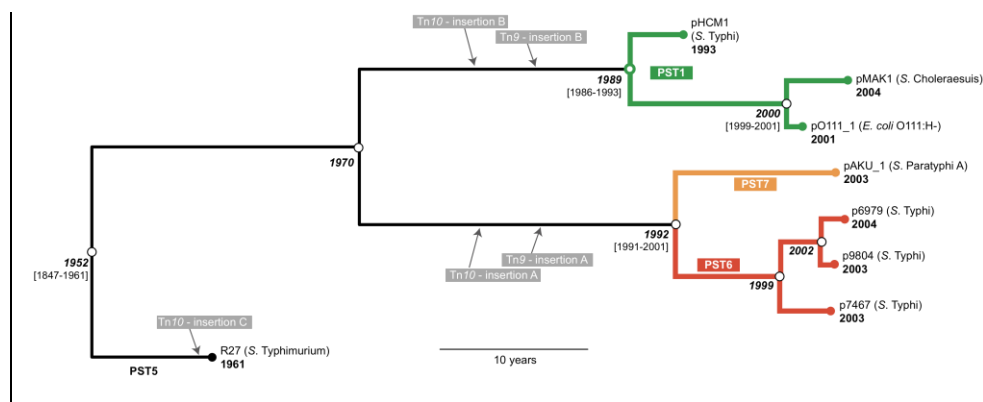 Tn10 - insertion B
Tn9 - insertion B
pHCM1
(S. Typhi)
1993
PST1
1989
[1986-1993]
pMAK1 (S. Choleraesuis)
2004
2000
[1999-2001]
pO111_1 (E. coli O111:H-)
2001
1970
pAKU_1 (S. Paratyphi A)
2003
PST7
1992
[1991-2001]
p6979 (S. Typhi)
2004
Tn9 - insertion A
Tn10 - insertion A
PST6
2002
p9804 (S. Typhi)
2003
1999
1952
[1847-1961]
p7467 (S. Typhi)
2003
Tn10 - insertion C
R27 (S. Typhimurium)
1961
PST5
10 years